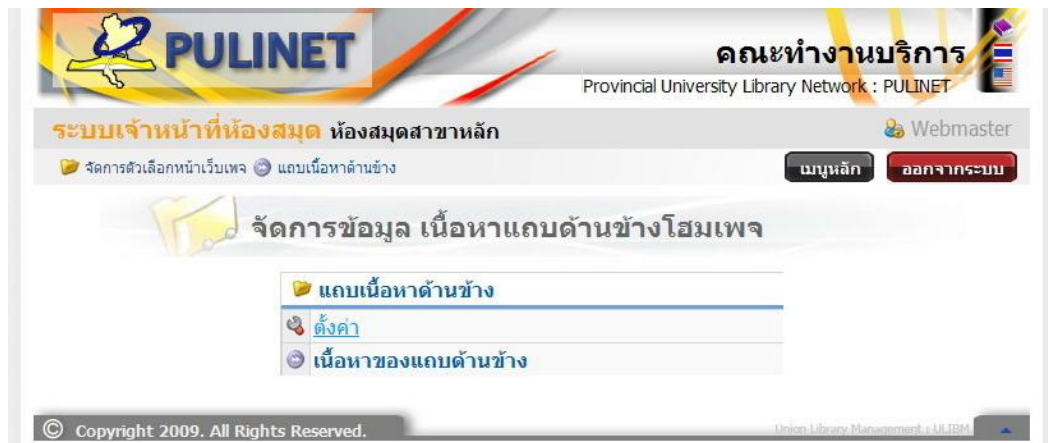 PULINET
คณะทำงานบริการ
Provincial University Library Network : PULINET
ระบบเจ้าหน้าที่ห้องสมุด ห้องสมุดสาขาหลัก
Webmaster
จัดการตัวเลือกหน้าเว็บเพจ แถบเนื้อหาด้านข้าง
เมนูหลัก ออกจากระบบ
จัดการข้อมูล เนื้อหาแถบด้านข้างโฮมเพจ
แถบเนื้อหาด้านข้าง
ตั้งค่า
เนื้อหาของแถบด้านข้าง
© Copyright 2009. All Rights Reserved.
Union Library Management : ULIBM